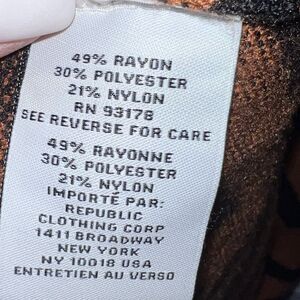 49% RAYON
30% POLYESTER
21% NYLON
RN 93178
SEE REVERSE FOR CARE
49% RAYONNE
30% POLYESTER
21% NYLON
IMPORTÉ PAR:
REPUBLIC
CLOTHING CORP
1411 BROADWAY
NEW YORK
NY 10018 USA
ENTRETIEN AU VERSO